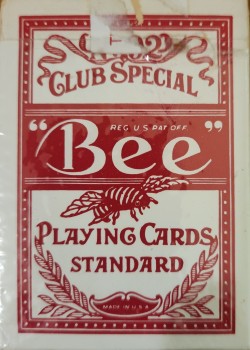 CLUB SPECIAL
REG U S PAT OFF
"Bee"
PLAYING CARDS
STANDARD
MADE IN U.S.A.